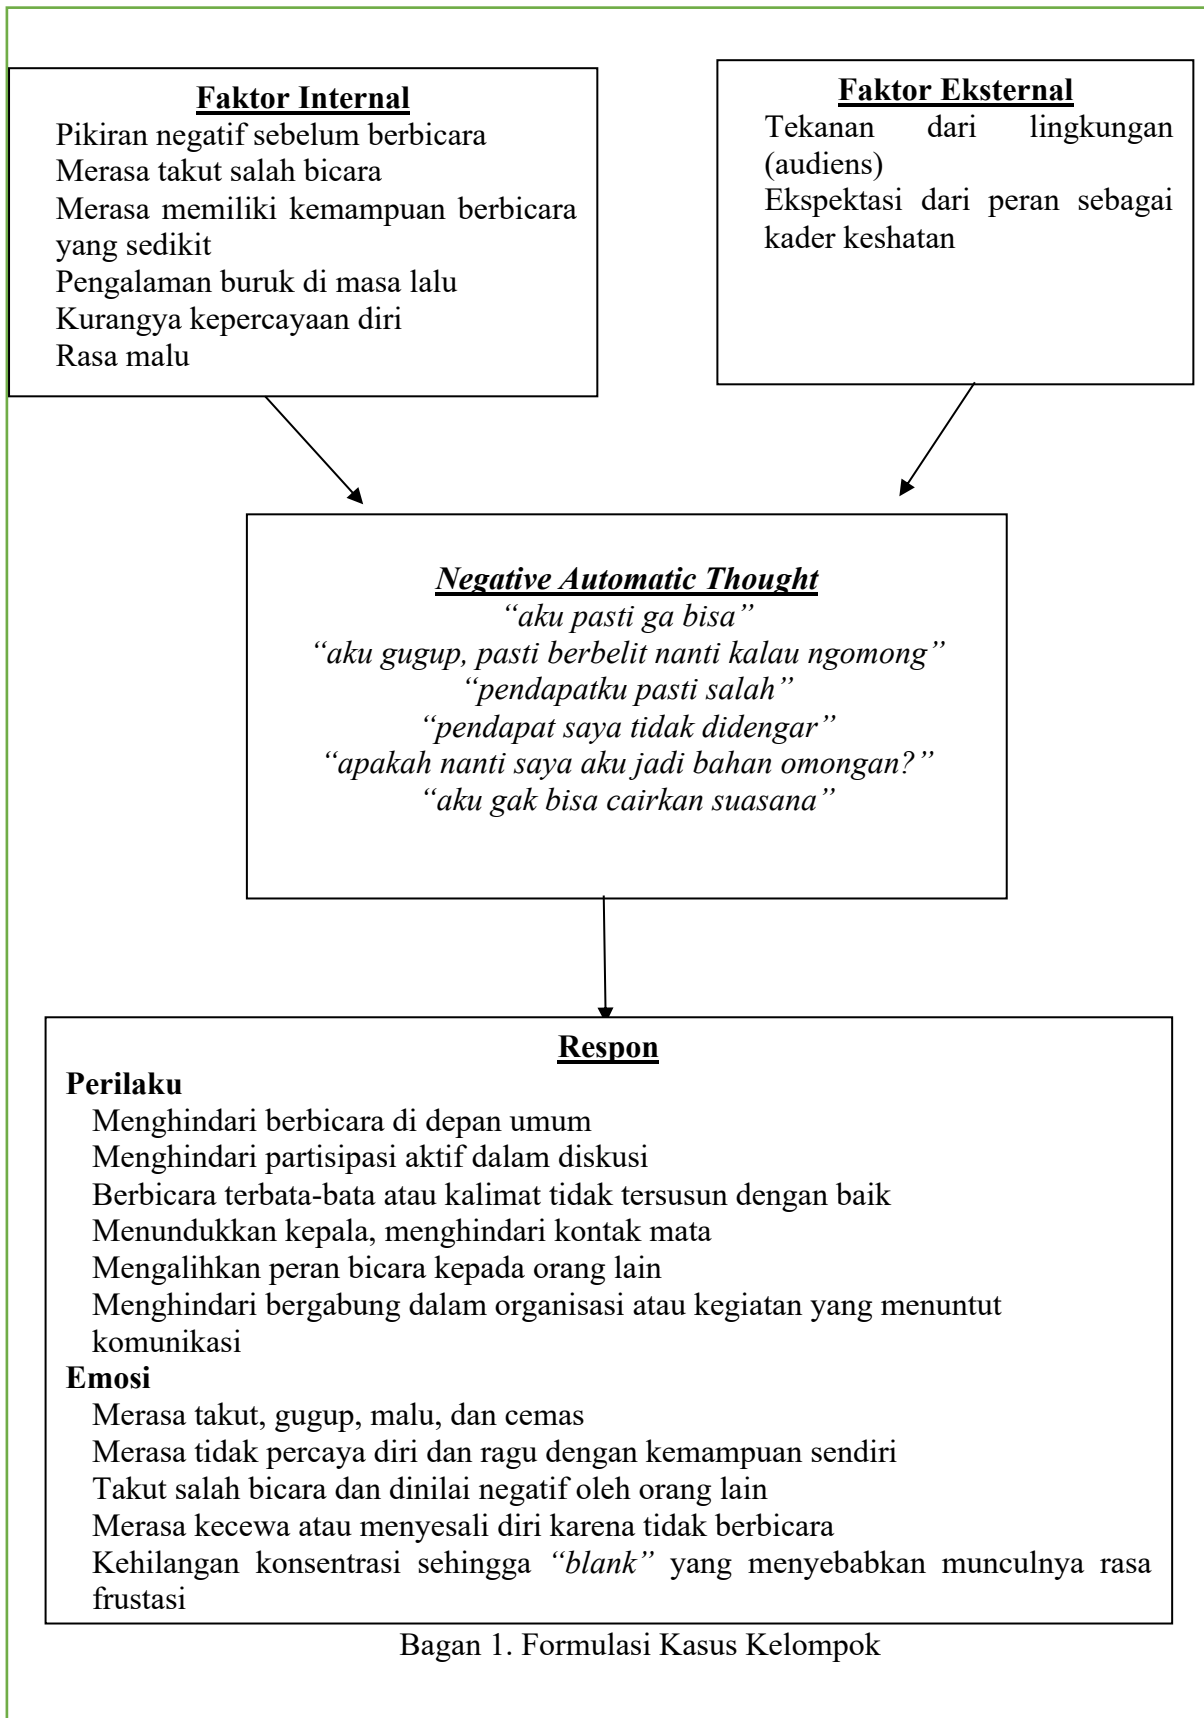 Faktor Internal
Pikiran negatif sebelum berbicara
Merasa takut salah bicara
Merasa memiliki kemampuan berbicara
yang sedikit
Pengalaman buruk di masa lalu
Kurangya kepercayaan diri
Rasa malu
Faktor Eksternal
Tekanan dari lingkungan
(audiens)
Ekspektasi dari peran sebagai
kader keshatan
Negative Automatic Thought
“aku pasti ga bisa”
“aku gugup, pasti berbelit nanti kalau ngomong”
“pendapatku pasti salah”
“pendapat saya tidak didengar”
“apakah nanti saya aku jadi bahan omongan?”
“aku gak bisa cairkan suasana”
Respon
Perilaku
Menghindari berbicara di depan umum
Menghindari partisipasi aktif dalam diskusi
Berbicara terbata-bata atau kalimat tidak tersusun dengan baik
Menundukkan kepala, menghindari kontak mata
Mengalihkan peran bicara kepada orang lain
Menghindari bergabung dalam organisasi atau kegiatan yang menuntut
komunikasi
Emosi
Merasa takut, gugup, malu, dan cemas
Merasa tidak percaya diri dan ragu dengan kemampuan sendiri
Takut salah bicara dan dinilai negatif oleh orang lain
Merasa kecewa atau menyesali diri karena tidak berbicara
Kehilangan konsentrasi sehingga “blank” yang menyebabkan munculnya rasa
frustasi
Bagan 1. Formulasi Kasus Kelompok